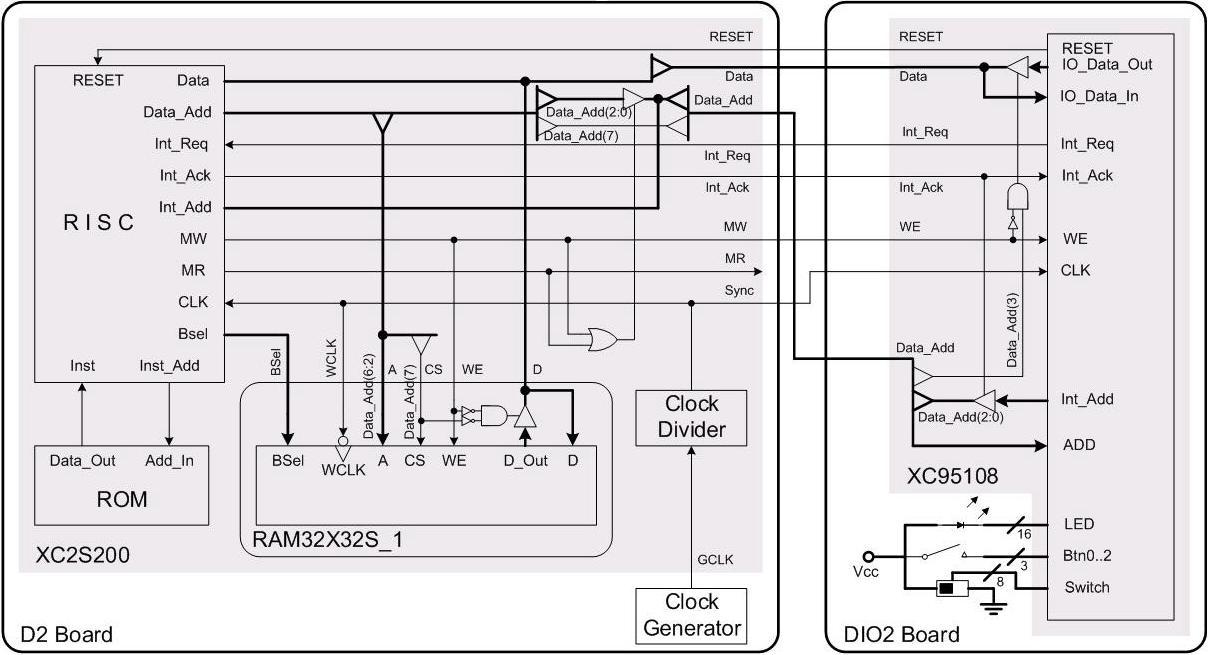 RESET
RESET
RESET
RESET
Data
Data
Data
IO_Data_Out
Data_Add
Data_Add(2:0)
Data_Add
IO_Data_In
Data_Add(7)
Int_Req
Int_Req
Int_Req
Int_Req
Int_Ack
Int_Ack
Int_Ack
Int_Ack
RISC
Int_Add
MW
MW
WE
WE
MR
MR
CLK
CLK
Sync
Data_Add(3)
Bsel
Inst
Inst_Add
BSel
WCLK
Data_Add(6:2)
A
Data_Add(7)
CS
WE
D
Data_Add
Data_Add(2:0)
Int_Add
Clock
Divider
Data_Out
Add_In
ROM
BSel
WCLK
A
CS
WE
D_Out
D
ADD
XC95108
RAM32X32S_1
XC2S200
GCLK
LED
16
Btn0..2
3
Vcc
Switch
8
Clock
Generator
D2 Board
DIO2 Board